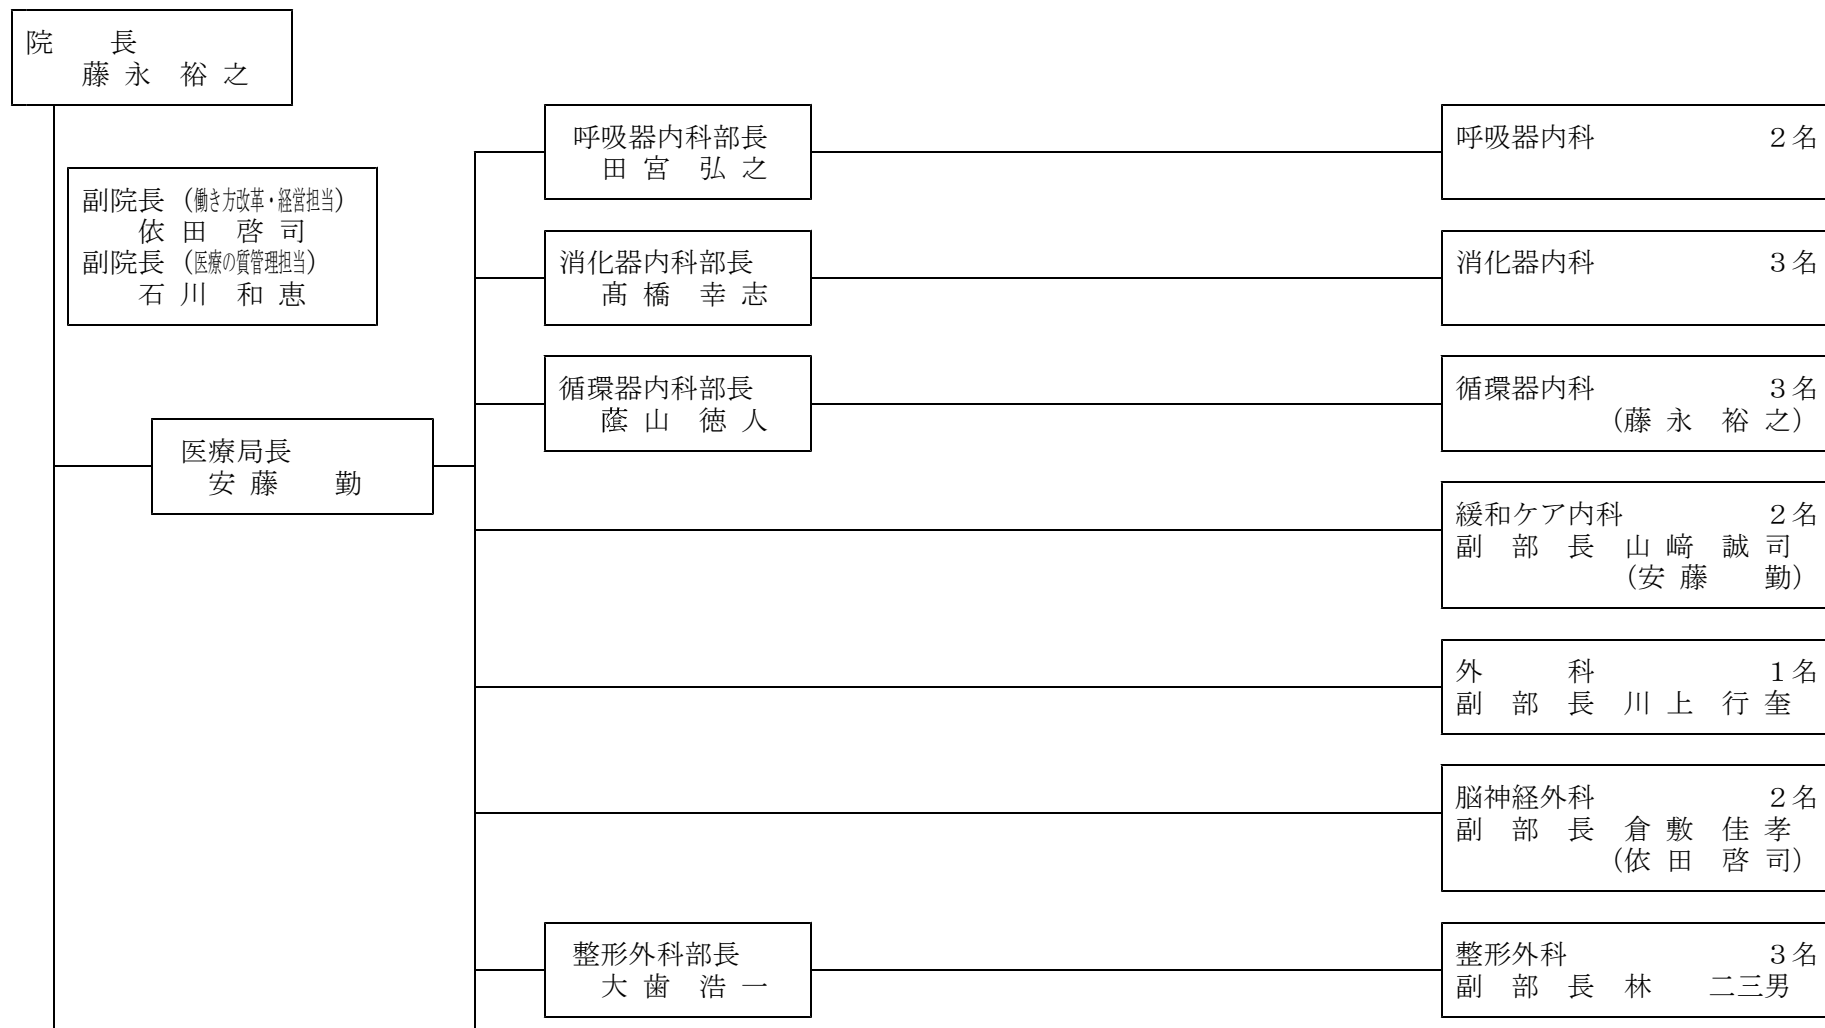 院　　長
藤 永　裕 之
副院長（働き方改革・経営担当）
依 田　啓 司
副院長（医療の質管理担当）
石 川　和 恵
医療局長
安 藤　　勤
呼吸器内科部長
田 宮　弘 之
呼吸器内科　２名
消化器内科部長
髙 橋　幸 志
消化器内科　３名
循環器内科部長
蔭 山　徳 人
循環器内科　３名
（藤 永　裕 之）
緩和ケア内科　２名
副　部　長　山 﨑　誠 司
（安 藤　　勤）
外　　　科　１名
副　部　長　川 上　行 奎
脳神経外科　２名
副　部　長　倉 敷　佳 孝
（依 田　啓 司）
整形外科部長
大 歯　浩 一
整形外科　３名
副　部　長　林　　二三男